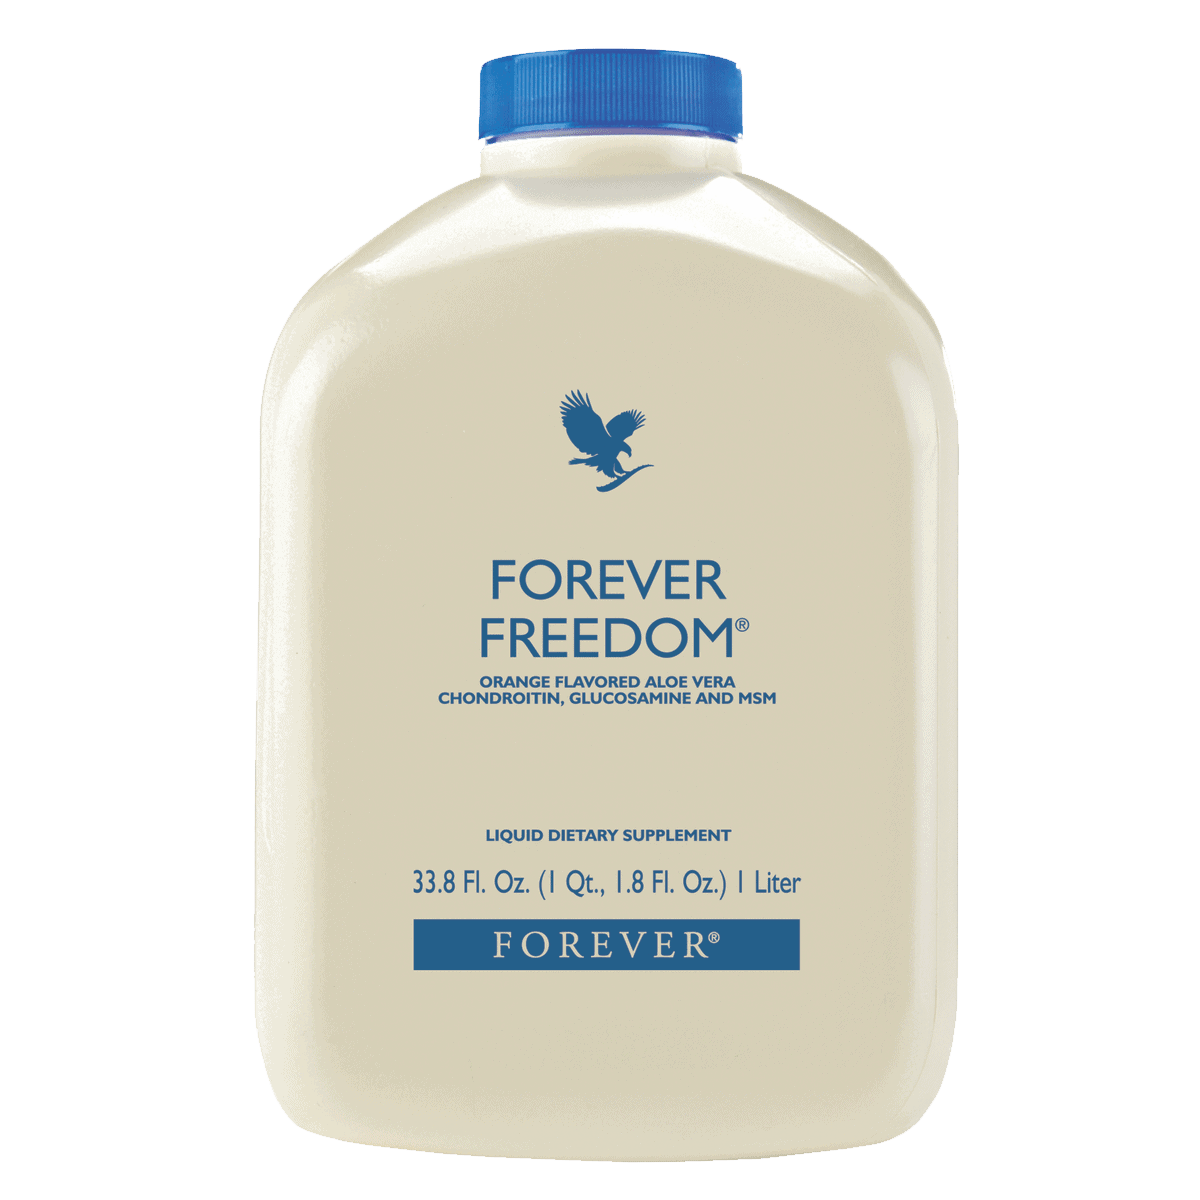 FOREVER
FREEDOM®
ORANGE FLAVORED ALOE VERA
CHONDROITIN, GLUCOSAMINE AND MSM
LIQUID DIETARY SUPPLEMENT
33.8 Fl. Oz. (1 Qt., 1.8 Fl. Oz.) 1 Liter
FOREVER®